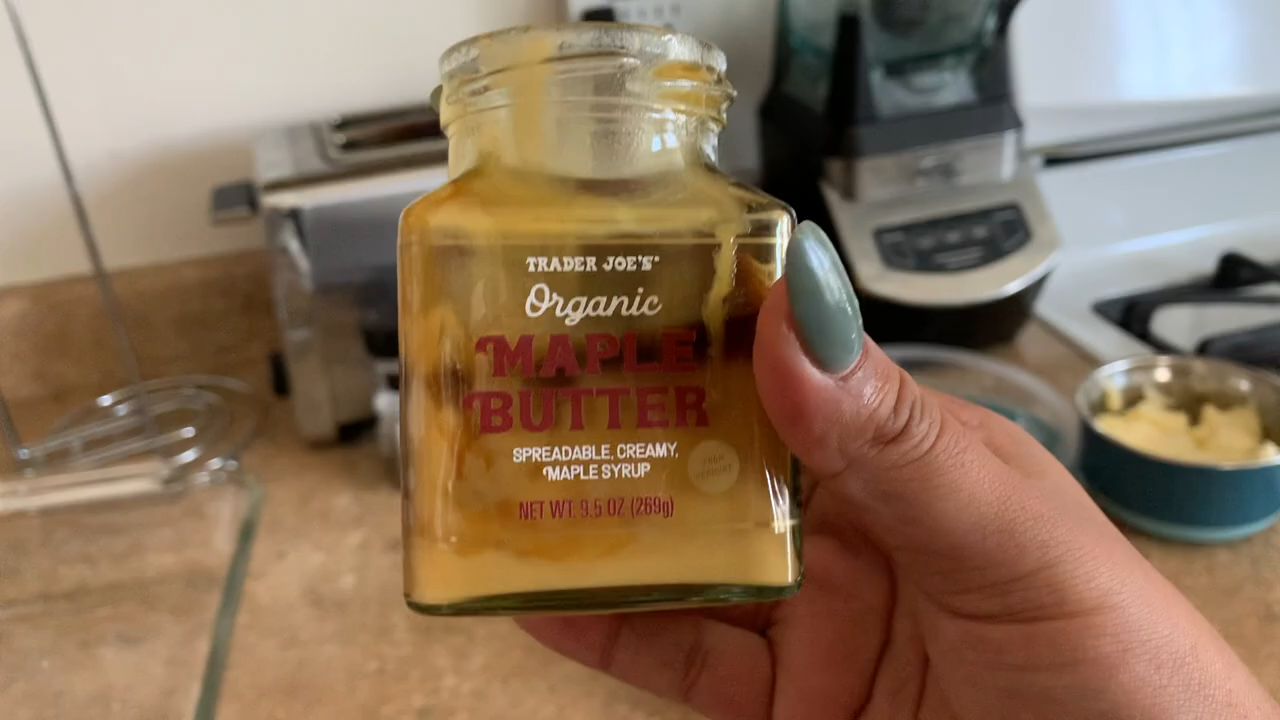 TRADER JOE'S
Organic
MAPLE
BUTTER
SPREADABLE, CREAMY,
MAPLE SYRUP
NET WT. 9.5 OZ (269g)